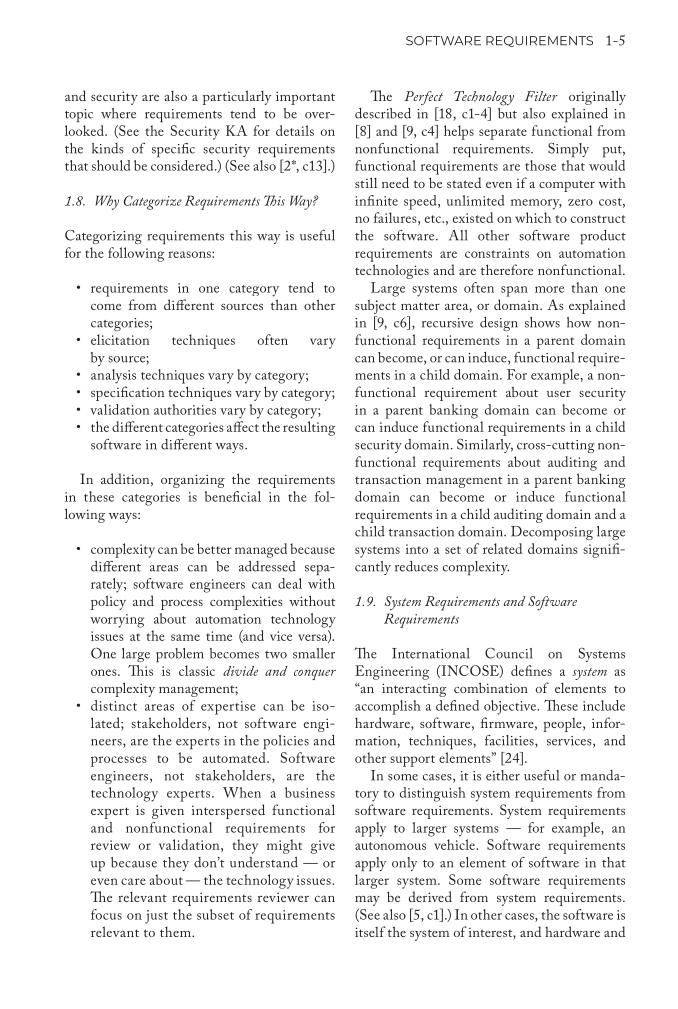 SOFTWARE REQUIREMENTS 1-5
and security are also a particularly important
topic where requirements tend to be over-
looked. (See the Security KA for details on
the kinds of specific security requirements
that should be considered.) (See also [2*, c13].)
1.8. Why Categorize Requirements This Way?
Categorizing requirements this way is useful
for the following reasons:
• requirements in one category tend to
come from different sources than other
categories;
• elicitation techniques often vary
by source;
• analysis techniques vary by category;
• specification techniques vary by category;
• validation authorities vary by category;
• the different categories affect the resulting
software in different ways.
In addition, organizing the requirements
in these categories is beneficial in the fol-
lowing ways:
• complexity can be better managed because
different areas can be addressed sepa-
rately; software engineers can deal with
policy and process complexities without
worrying about automation technology
issues at the same time (and vice versa).
One large problem becomes two smaller
ones. This is classic divide and conquer
complexity management;
• distinct areas of expertise can be iso-
lated; stakeholders, not software engi-
neers, are the experts in the policies and
processes to be automated. Software
engineers, not stakeholders, are the
technology experts. When a business
expert is given interspersed functional
and nonfunctional requirements for
review or validation, they might give
up because they don’t understand — or
even care about — the technology issues.
The relevant requirements reviewer can
focus on just the subset of requirements
relevant to them.
The Perfect Technology Filter originally
described in [18, c1-4] but also explained in
[8] and [9, c4] helps separate functional from
nonfunctional requirements. Simply put,
functional requirements are those that would
still need to be stated even if a computer with
infinite speed, unlimited memory, zero cost,
no failures, etc., existed on which to construct
the software. All other software product
requirements are constraints on automation
technologies and are therefore nonfunctional.
Large systems often span more than one
subject matter area, or domain. As explained
in [9, c6], recursive design shows how non-
functional requirements in a parent domain
can become, or can induce, functional require-
ments in a child domain. For example, a non-
functional requirement about user security
in a parent banking domain can become or
can induce functional requirements in a child
security domain. Similarly, cross-cutting non-
functional requirements about auditing and
transaction management in a parent banking
domain can become or induce functional
requirements in a child auditing domain and a
child transaction domain. Decomposing large
systems into a set of related domains signifi-
cantly reduces complexity.
1.9. System Requirements and Software
Requirements
The International Council on Systems
Engineering (INCOSE) defines a system as
“an interacting combination of elements to
accomplish a defined objective. These include
hardware, software, firmware, people, infor-
mation, techniques, facilities, services, and
other support elements” [24].
In some cases, it is either useful or manda-
tory to distinguish system requirements from
software requirements. System requirements
apply to larger systems — for example, an
autonomous vehicle. Software requirements
apply only to an element of software in that
larger system. Some software requirements
may be derived from system requirements.
(See also [5, c1].) In other cases, the software is
itself the system of interest, and hardware and